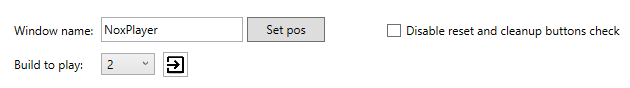 Window name: NoxPlayer Set pos Disable reset and cleanup buttons check
Build to play: 2